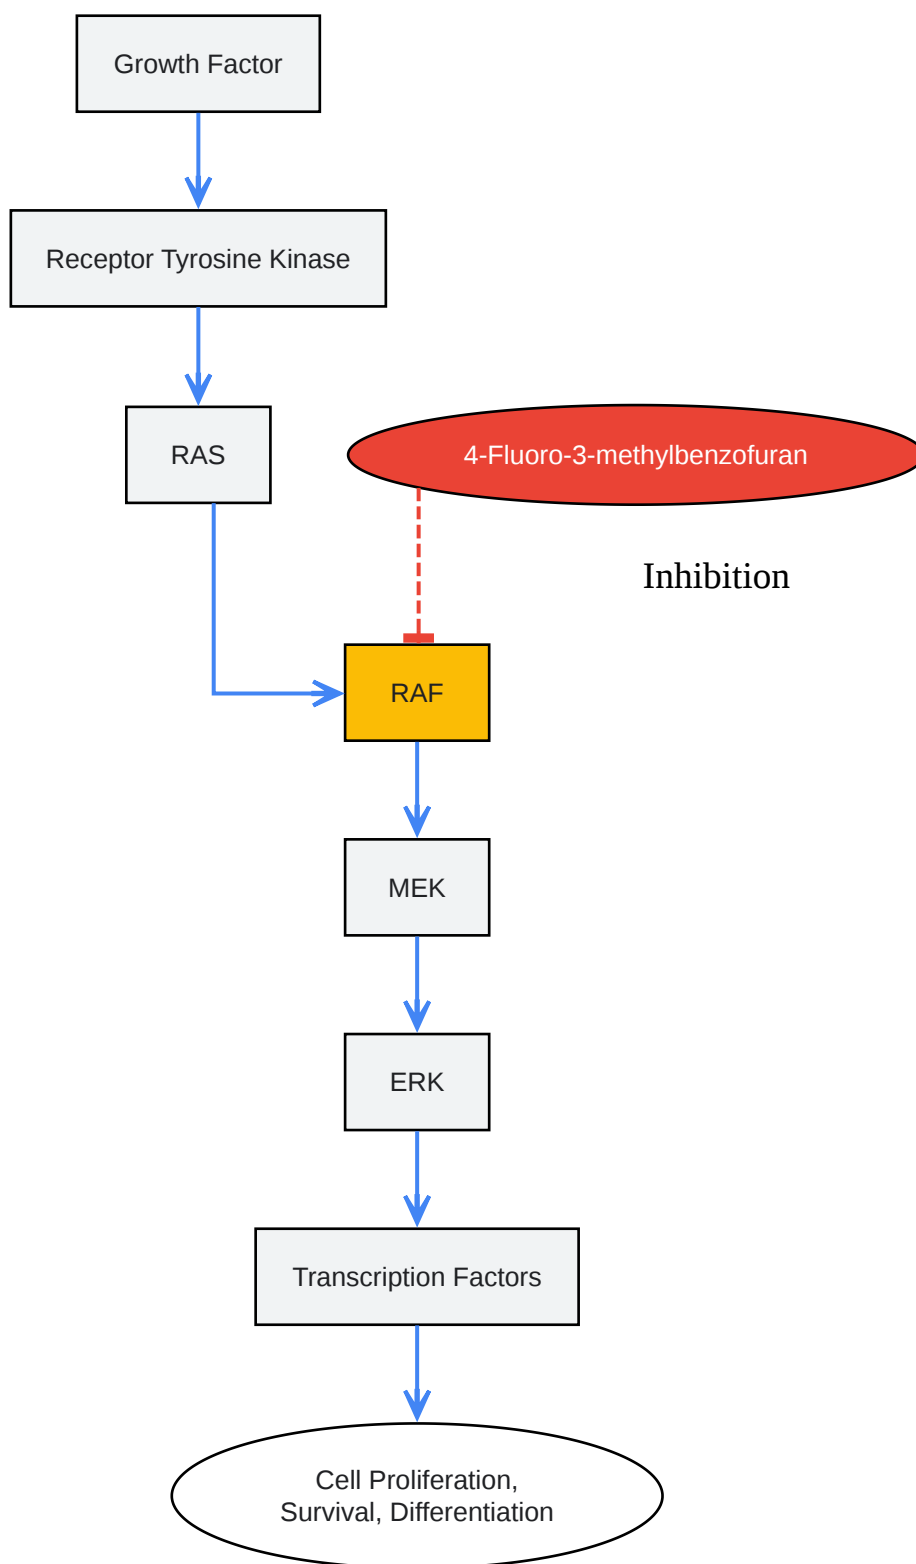 Growth Factor
Receptor Tyrosine Kinase
RAS
4-Fluoro-3-methylbenzofuran
Inhibition
RAF
MEK
ERK
Transcription Factors
Cell Proliferation,
Survival, Differentiation